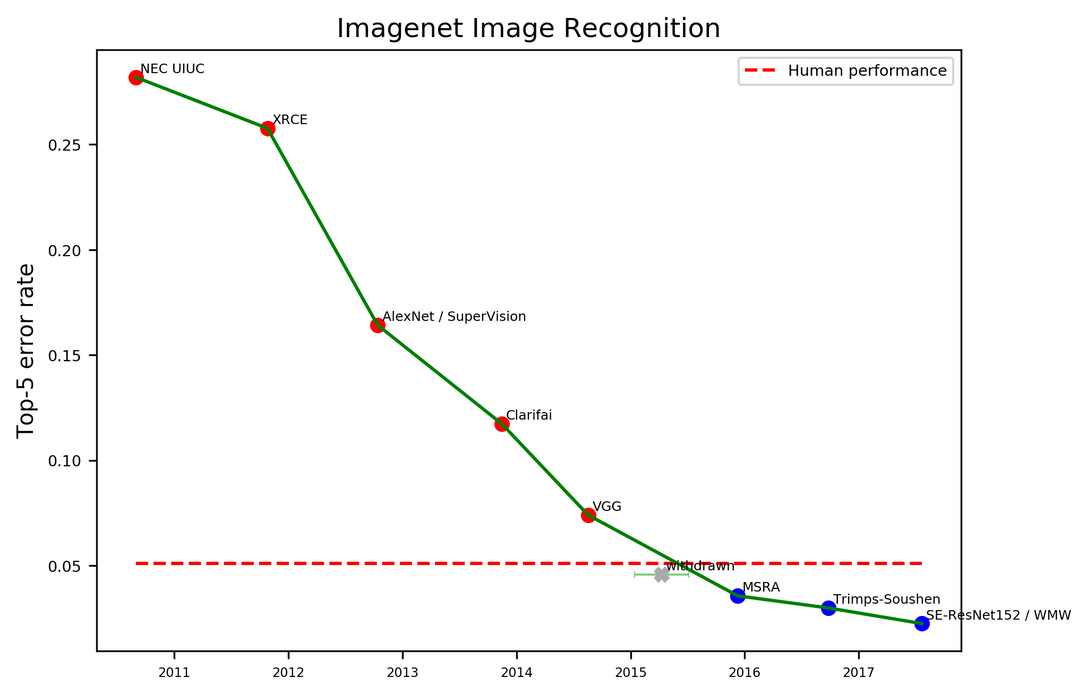 Imagenet Image Recognition
Human performance
NEC UIUC
XRCE
AlexNet / SuperVision
Clarifai
VGG
withdrawn
MSRA
Trimps-Soushen
SE-ResNet152 / WMW
Top-5 error rate
0.25
0.20
0.15
0.10
0.05
2011 2012 2013 2014 2015 2016 2017